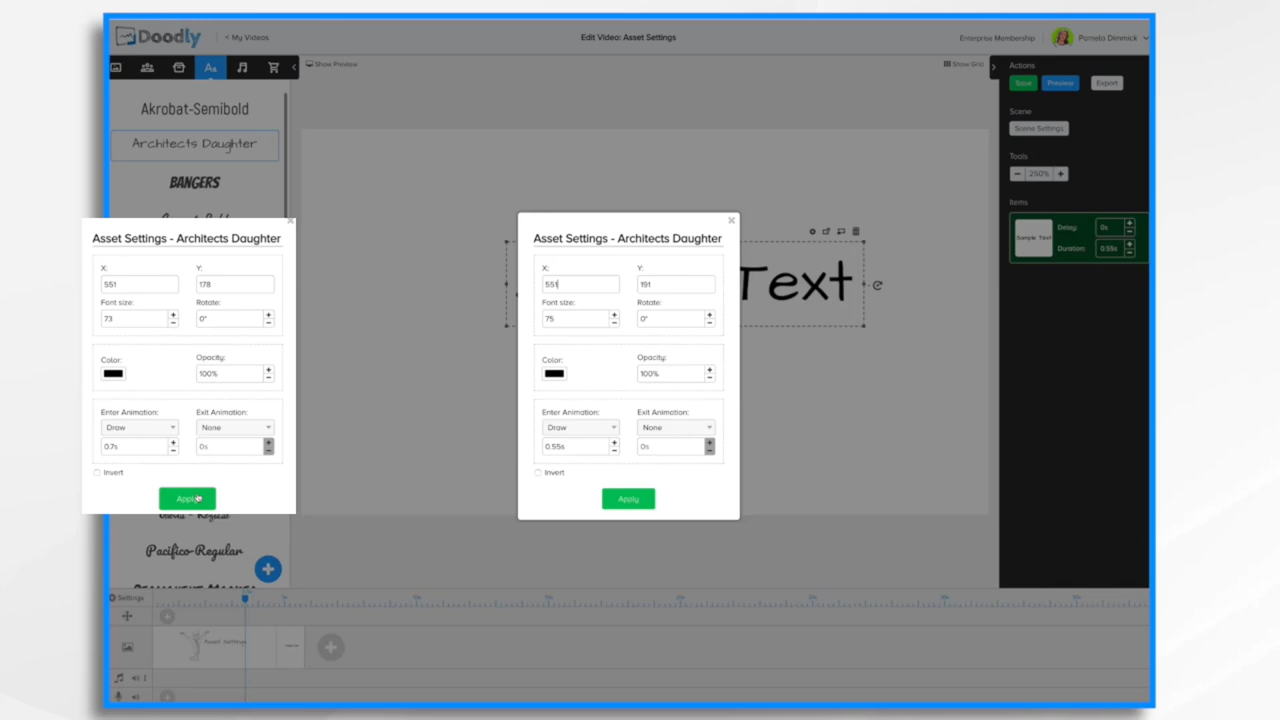 Doodly
< My Videos
Edit Video: Asset Settings
Enterprise Membership
Pamela Dimmick
Aa
Show Preview
Show Grid
Actions
Save
Preview
Export
Scene
Scene Settings
Tools
250%
Items
Sample Text
Delay:
0s
Duration:
0.55s
Akrobat-Semibold
Architects Daughter
BANGERS
Asset Settings - Architects Daughter
X:
Y:
551
178
Font size:
Rotate:
73
0°
Color:
Opacity:
100%
Enter Animation:
Exit Animation:
Draw
None
0.7s
0s
Invert
Apply
Asset Settings - Architects Daughter
X:
Y:
551
191
Font size:
Rotate:
75
0°
Color:
Opacity:
100%
Enter Animation:
Exit Animation:
Draw
None
0.55s
0s
Invert
Apply
Text
Pacifico-Regular
Settings
Asset Settings